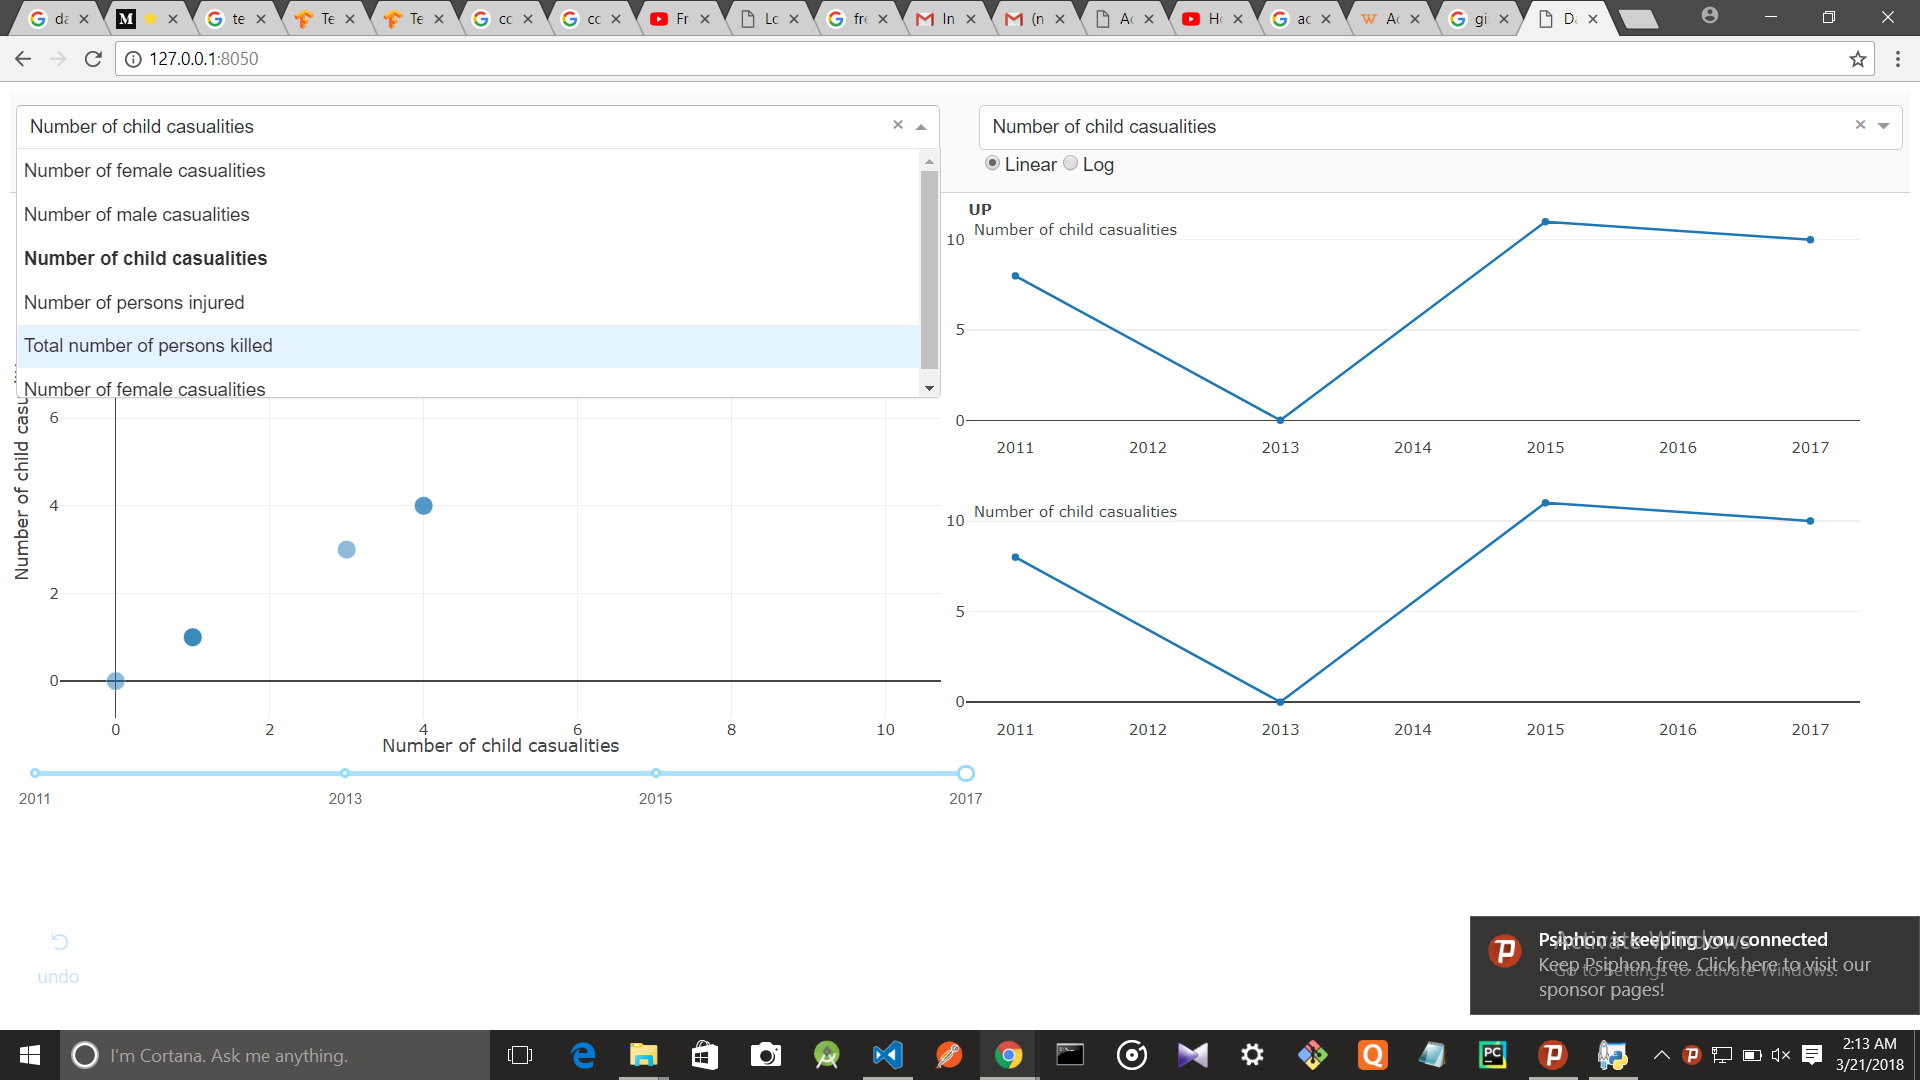 da
M
te
Te
Te
cc
cc
Fr
Lc
fre
In
(n
Ac
Hc
ac
Ac
gi
Da
127.0.0.1:8050
Number of child casualities
Number of female casualities
Number of male casualities
Number of child casualities
Number of persons injured
Total number of persons killed
Number of female casualities
Number of child casualities
Linear Log
UP
Number of child casualities
10
5
0
2011 2012 2013 2014 2015 2016 2017
Number of child casualities
10
5
0
2011 2012 2013 2014 2015 2016 2017
Number of child casu
6
4
2
0
0 2 4 6 8 10
Number of child casualities
2011 2013 2015 2017
undo
Activate Windows
Go to Settings to activate Windows.
Psiphon is keeping you connected
Keep Psiphon free. Click here to visit our
sponsor pages!
I'm Cortana. Ask me anything.
2:13 AM
3/21/2018